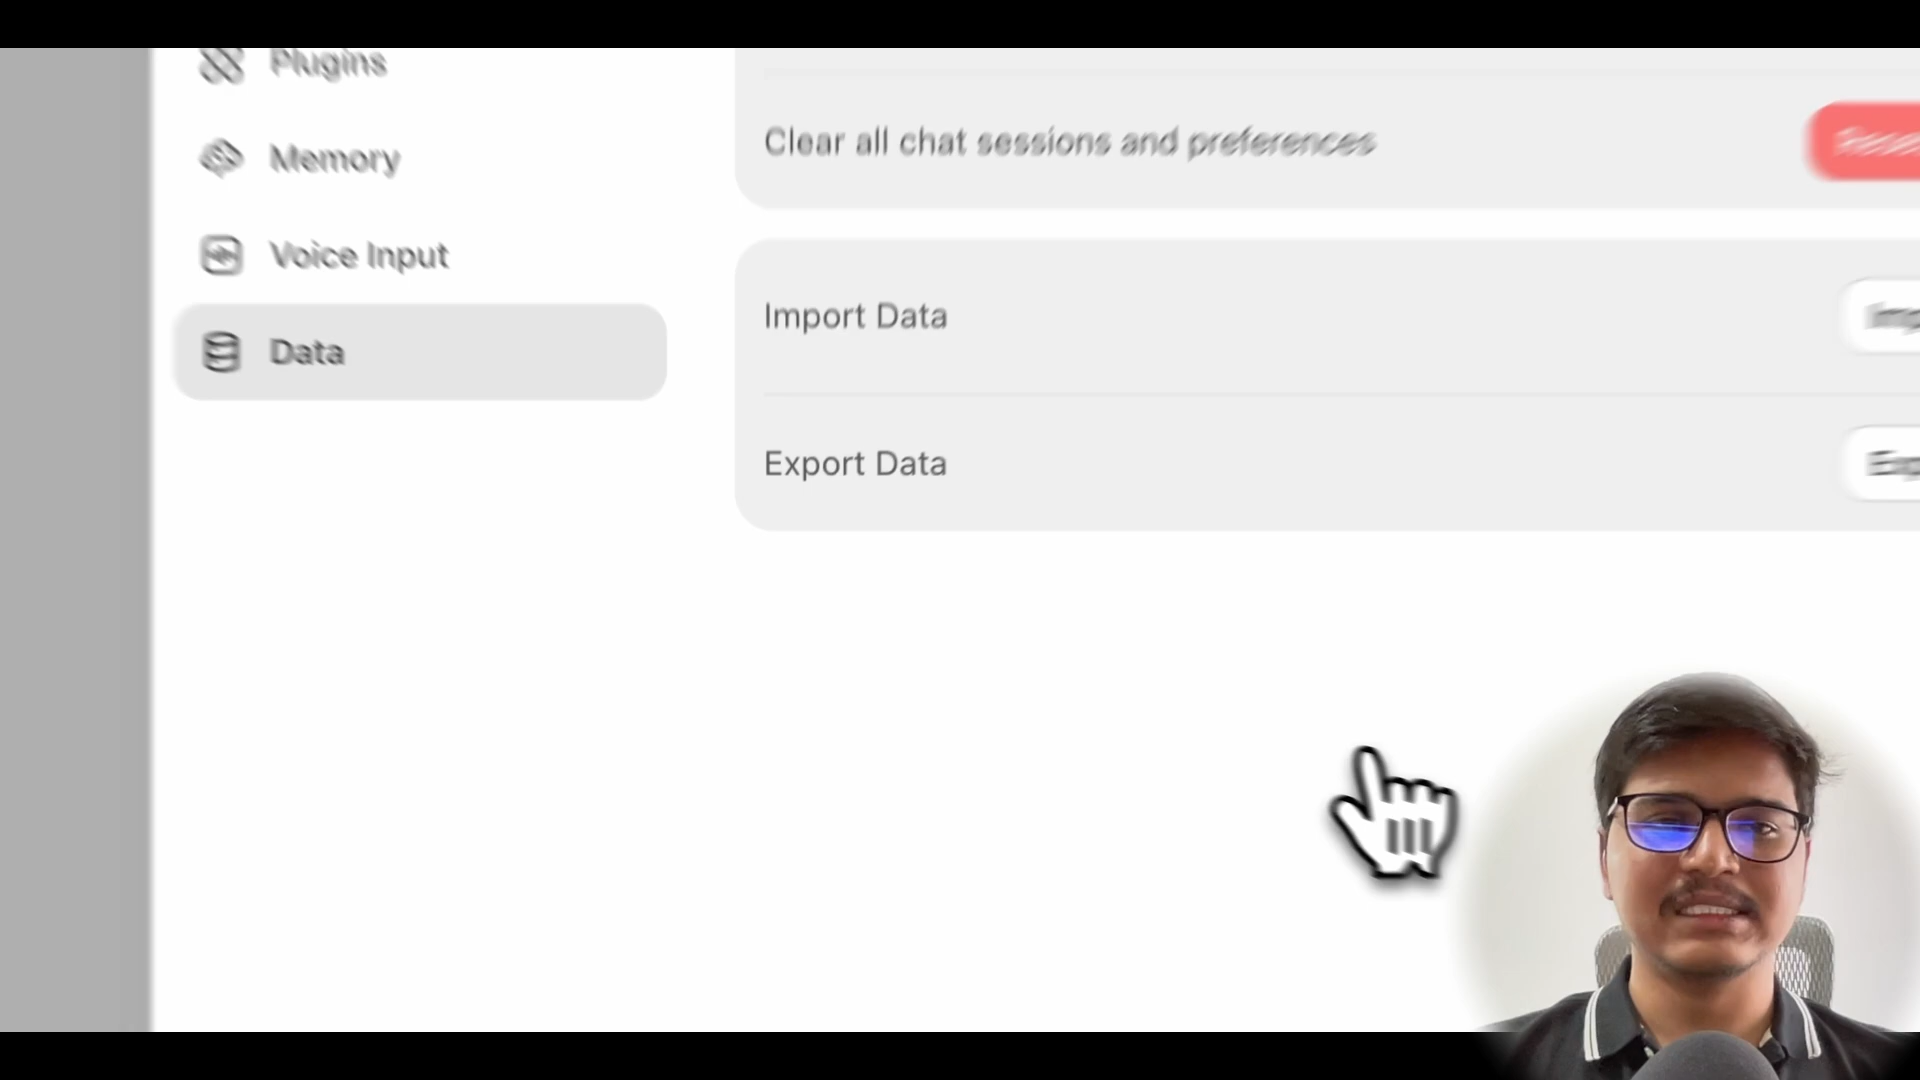 Plugins
Memory
Voice Input
Data
Clear all chat sessions and preferences
Import Data
Export Data